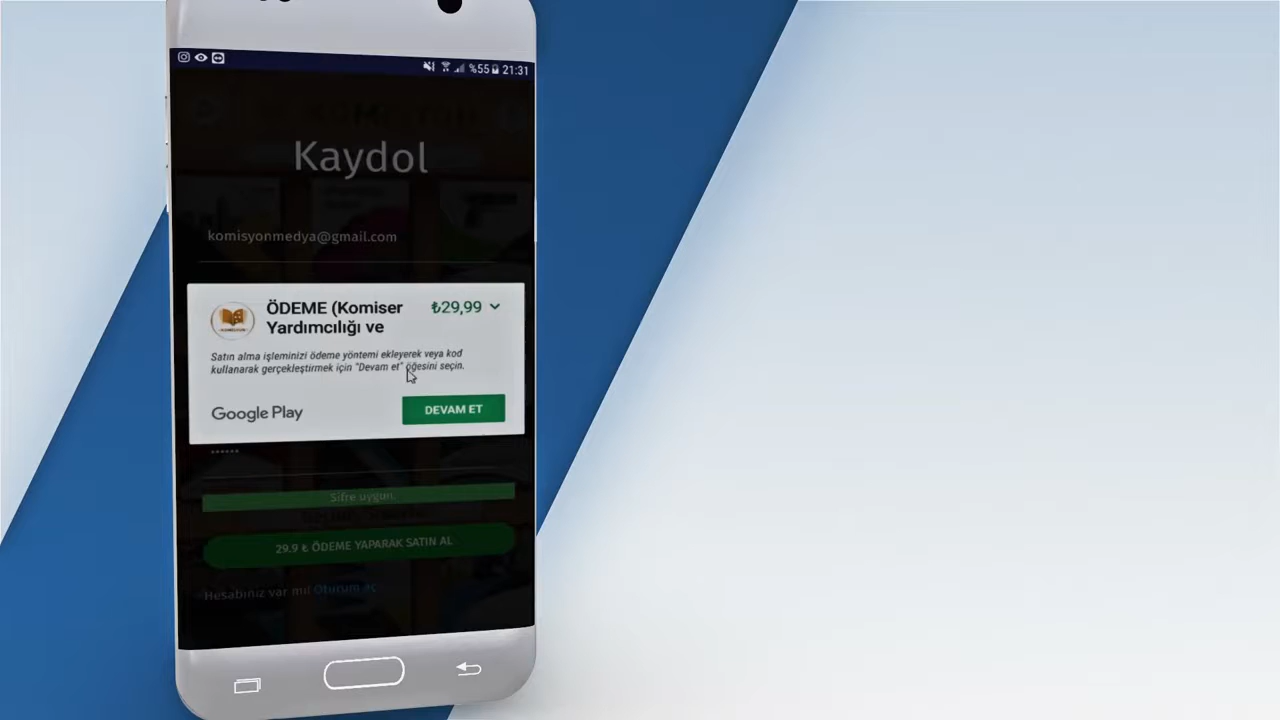 %55 21:31
Kaydol
komisyonmedya@gmail.com
ÖDEME (Komiser
Yardımcılığı ve
₺29,99
Satın alma işleminizi ödeme yöntemi ekleyerek veya kod
kullanarak gerçekleştirmek için "Devam et" öğesini seçin.
Google Play
DEVAM ET
******
Sifre uygun.
29.9 ₺ ÖDEME YAPARAK SATIN AL
Hesabınız var mı! Oturum aç